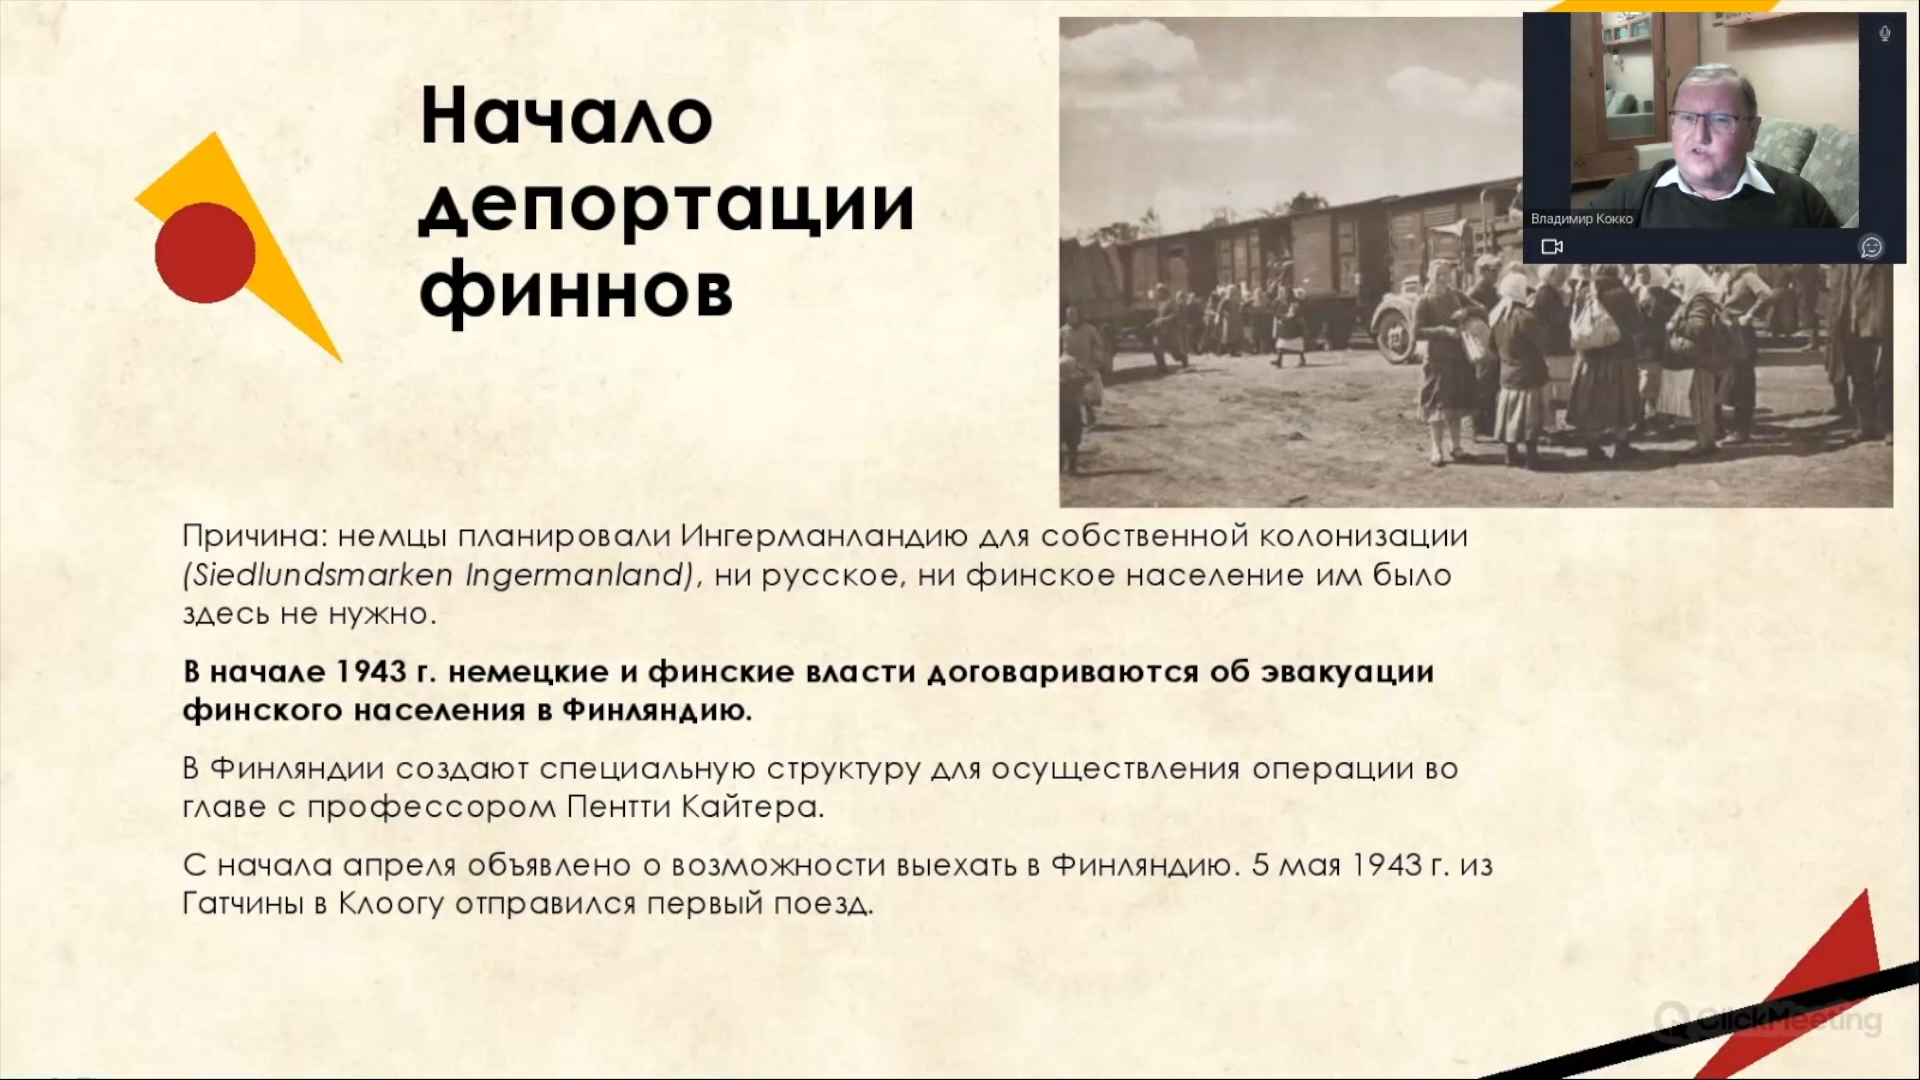 Начало
депортации
финнов
Владимир Кокко
Причина: немцы планировали Ингерманландию для собственной колонизации
(Siedlundsmarken Ingermanland), ни русское, ни финское население им было
здесь не нужно.
В начале 1943 г. немецкие и финские власти договариваются об эвакуации
финского населения в Финляндию.
В Финляндии создают специальную структуру для осуществления операции во
главе с профессором Пентти Кайтера.
С начала апреля объявлено о возможности выехать в Финляндию. 5 мая 1943 г. из
Гатчины в Клоогу отправился первый поезд.
ClickMeeting